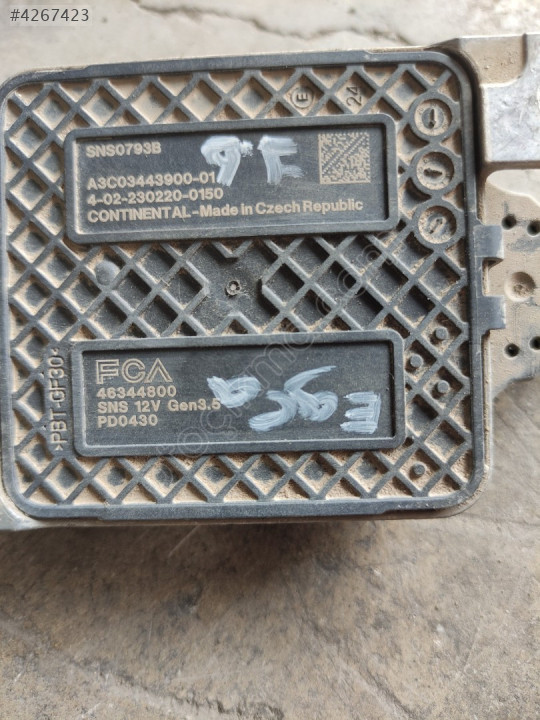 #4267423
24
SNS0793B
A3C03443900-01
4-02-230220-0150
CONTINENTAL - Made in Czech Republic
>PBT-GF30<
FCA
46344800
SNS 12V Gen3.5
PD0430